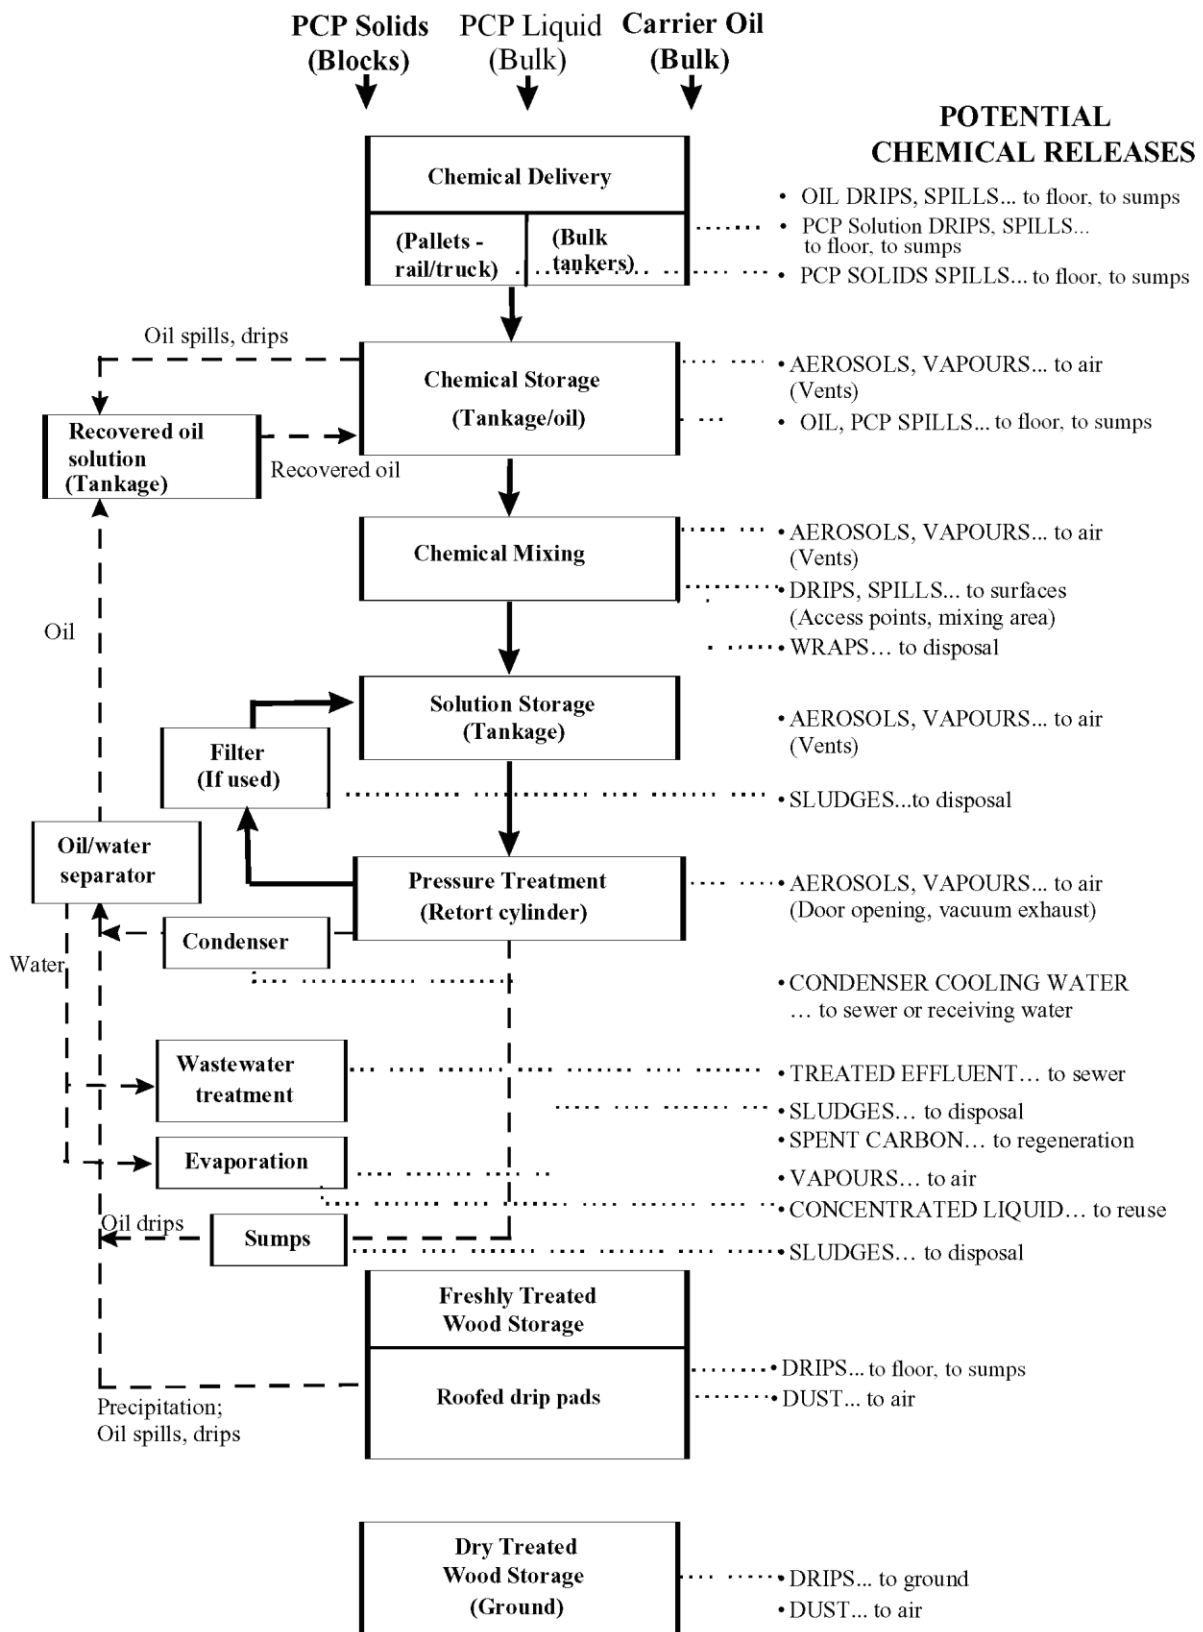 PCP Solids
(Blocks)
PCP Liquid
(Bulk)
Carrier Oil
(Bulk)
POTENTIAL
CHEMICAL RELEASES
Chemical Delivery
(Pallets -
rail/truck)
(Bulk
tankers)
• OIL DRIPS, SPILLS... to floor, to sumps
• PCP Solution DRIPS, SPILLS...
to floor, to sumps
• PCP SOLIDS SPILLS... to floor, to sumps
Oil spills, drips
Chemical Storage
(Tankage/oil)
• AEROSOLS, VAPOURS... to air
(Vents)
• OIL, PCP SPILLS... to floor, to sumps
Recovered oil
solution
(Tankage)
Recovered oil
Chemical Mixing
• AEROSOLS, VAPOURS... to air
(Vents)
• DRIPS, SPILLS... to surfaces
(Access points, mixing area)
• WRAPS... to disposal
Oil
Solution Storage
(Tankage)
• AEROSOLS, VAPOURS... to air
(Vents)
Filter
(If used)
• SLUDGES...to disposal
Oil/water
separator
Pressure Treatment
(Retort cylinder)
• AEROSOLS, VAPOURS... to air
(Door opening, vacuum exhaust)
Condenser
Water
• CONDENSER COOLING WATER
... to sewer or receiving water
Wastewater
treatment
• TREATED EFFLUENT... to sewer
• SLUDGES... to disposal
• SPENT CARBON... to regeneration
Evaporation
• VAPOURS... to air
• CONCENTRATED LIQUID... to reuse
Oil drips
Sumps
• SLUDGES... to disposal
Freshly Treated
Wood Storage
Roofed drip pads
• DRIPS... to floor, to sumps
• DUST... to air
Precipitation;
Oil spills, drips
Dry Treated
Wood Storage
(Ground)
• DRIPS... to ground
• DUST... to air